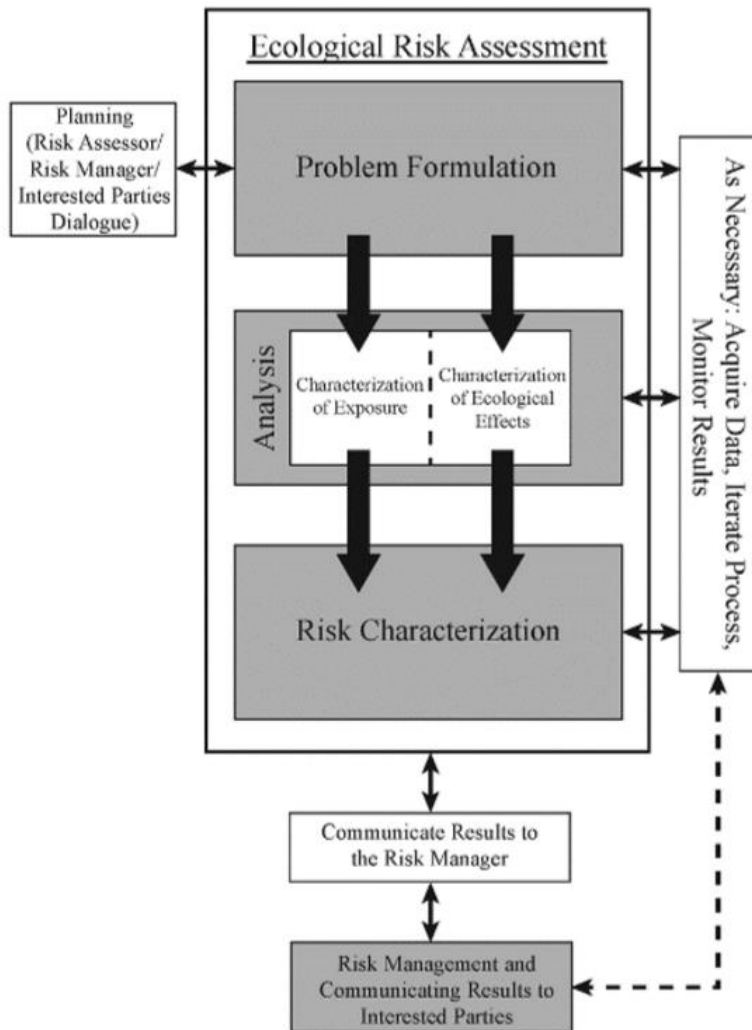 Ecological Risk Assessment
Planning
(Risk Assessor/
Risk Manager/
Interested Parties
Dialogue)
Problem Formulation
Analysis
Characterization
of Exposure
Characterization
of Ecological
Effects
Risk Characterization
As Necessary: Acquire Data, Iterate Process,
Monitor Results
Communicate Results to
the Risk Manager
Risk Management and
Communicating Results to
Interested Parties